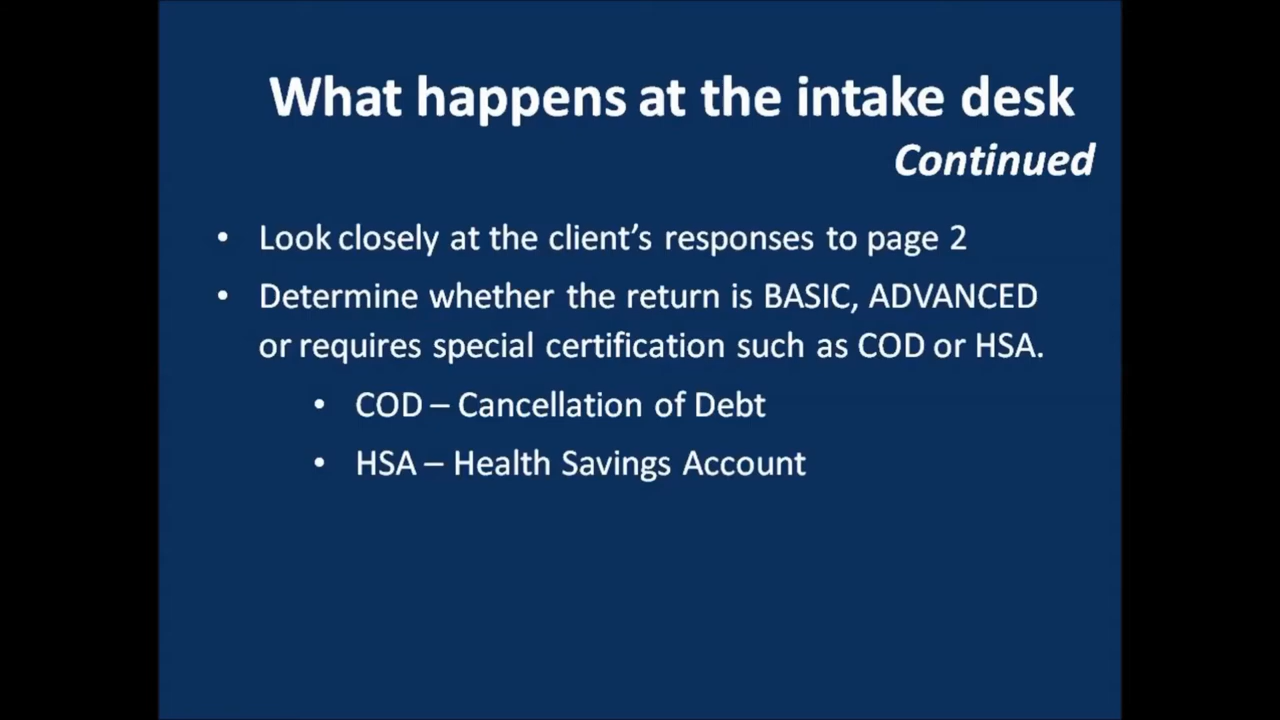 What happens at the intake desk
Continued
• Look closely at the client’s responses to page 2
• Determine whether the return is BASIC, ADVANCED
or requires special certification such as COD or HSA.
• COD – Cancellation of Debt
• HSA – Health Savings Account